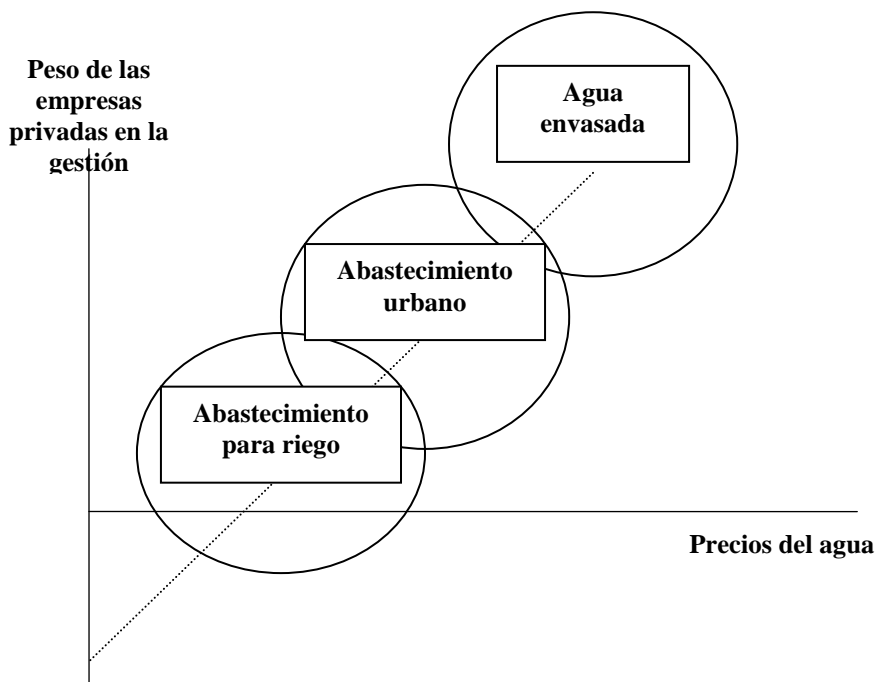 Peso de las
empresas
privadas en la
gestión
Agua
envasada
Abastecimiento
urbano
Abastecimiento
para riego
Precios del agua